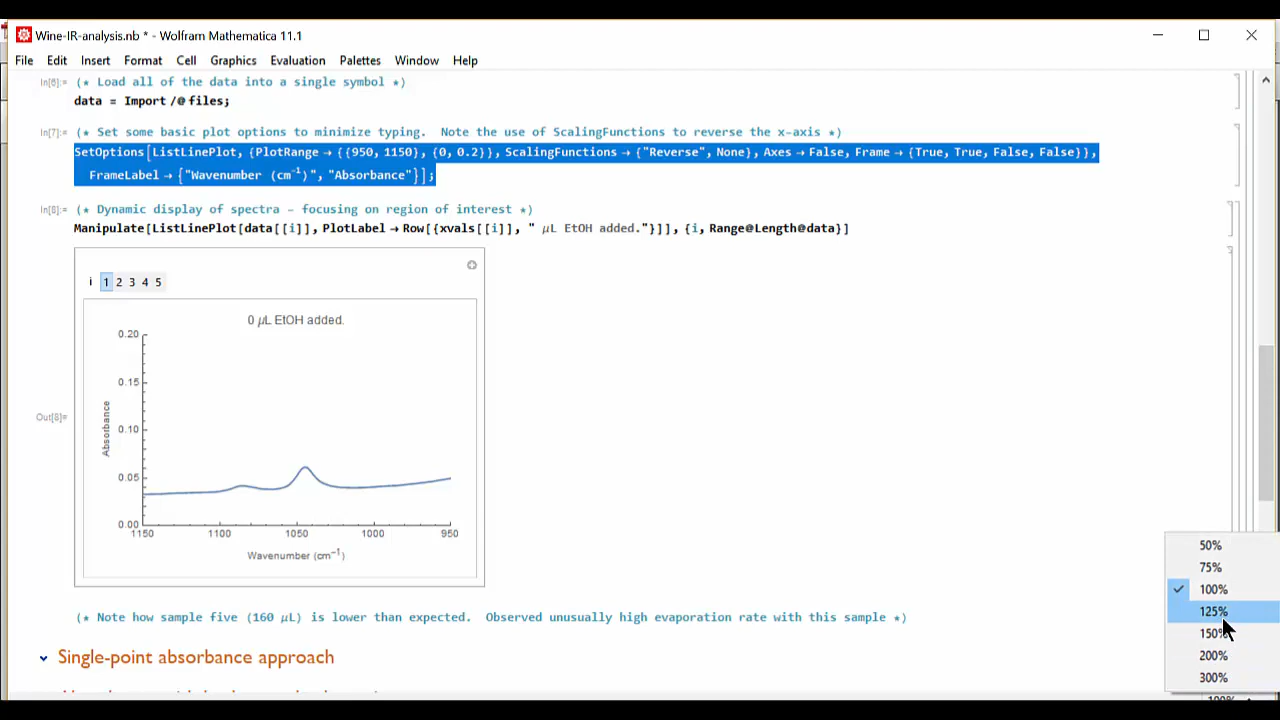 Wine-IR-analysis.nb * - Wolfram Mathematica 11.1
File Edit Insert Format Cell Graphics Evaluation Palettes Window Help
In[6]:= (* Load all of the data into a single symbol *)
data = Import /@ files;
In[7]:= (* Set some basic plot options to minimize typing. Note the use of ScalingFunctions to reverse the x-axis *)
SetOptions[ListLinePlot, {PlotRange → {{950, 1150}, {0, 0.2}}, ScalingFunctions → {"Reverse", None}, Axes → False, Frame → {True, True, False, False}},
FrameLabel → {"Wavenumber (cm⁻¹)", "Absorbance"}];
In[8]:= (* Dynamic display of spectra - focusing on region of interest *)
Manipulate[ListLinePlot[data[[i]], PlotLabel → Row[{xvals[[i]], " μL EtOH added."}]], {i, Range@Length@data}]
i 1 2 3 4 5
0 μL EtOH added.
0.20
0.15
0.10
0.05
0.00
Absorbance
1150 1100 1050 1000 950
Wavenumber (cm⁻¹)
Out[8]=
(* Note how sample five (160 μL) is lower than expected. Observed unusually high evaporation rate with this sample *)
Single-point absorbance approach
50%
75%
100%
125%
150%
200%
300%
100%